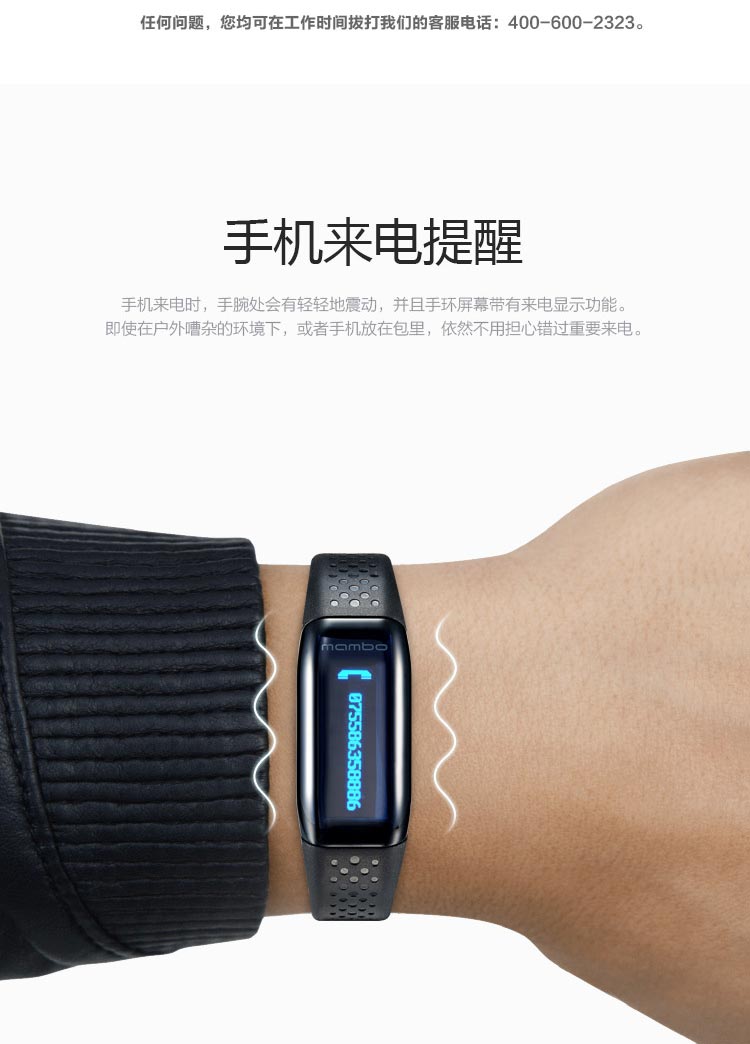 任何问题，您均可在工作时间拨打我们的客服电话：400-600-2323。
手机来电提醒
手机来电时，手腕处会有轻轻地震动，并且手环屏幕带有来电显示功能。
即使在户外嘈杂的环境下，或者手机放在包里，依然不用担心错过重要来电。
mambo
075586358886